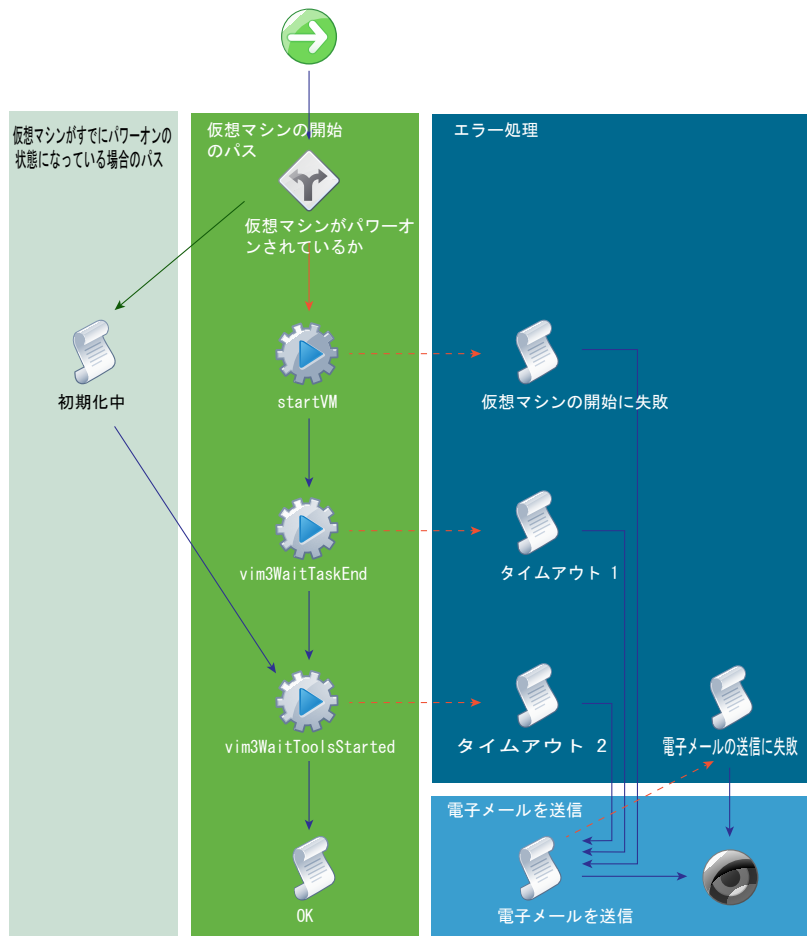 仮想マシンがすでにパワーオンの
状態になっている場合のパス
仮想マシンの開始
のパス
エラー処理
仮想マシンがパワーオ
ンされているか
初期化中
startVM
仮想マシンの開始に失敗
vim3WaitTaskEnd
タイムアウト 1
vim3WaitToolsStarted
タイムアウト 2
電子メールの送信に失敗
電子メールを送信
OK
電子メールを送信